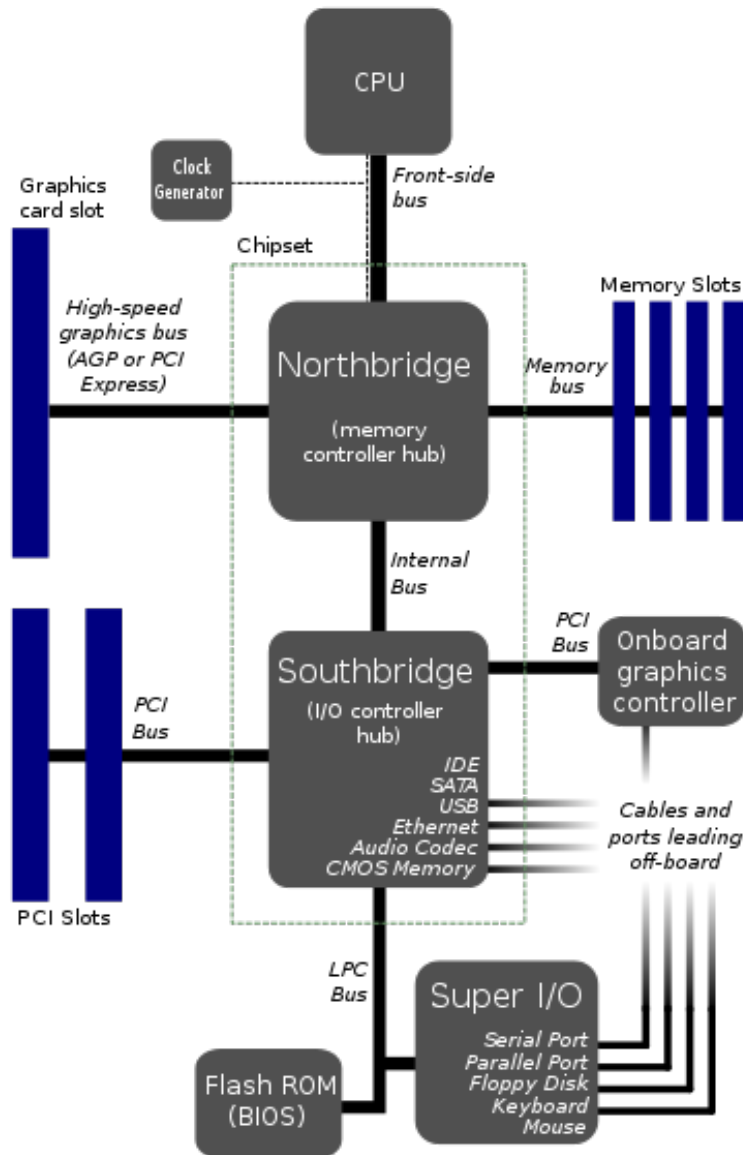 CPU
Clock
Generator
Front-side
bus
Graphics
card slot
Chipset
High-speed
graphics bus
(AGP or PCI
Express)
Northbridge
(memory
controller hub)
Memory
bus
Memory Slots
Internal
Bus
PCI
Bus
Onboard
graphics
controller
Southbridge
(I/O controller
hub)
PCI
Bus
IDE
SATA
USB
Ethernet
Audio Codec
CMOS Memory
Cables and
ports leading
off-board
PCI Slots
LPC
Bus
Super I/O
Serial Port
Parallel Port
Floppy Disk
Keyboard
Mouse
Flash ROM
(BIOS)